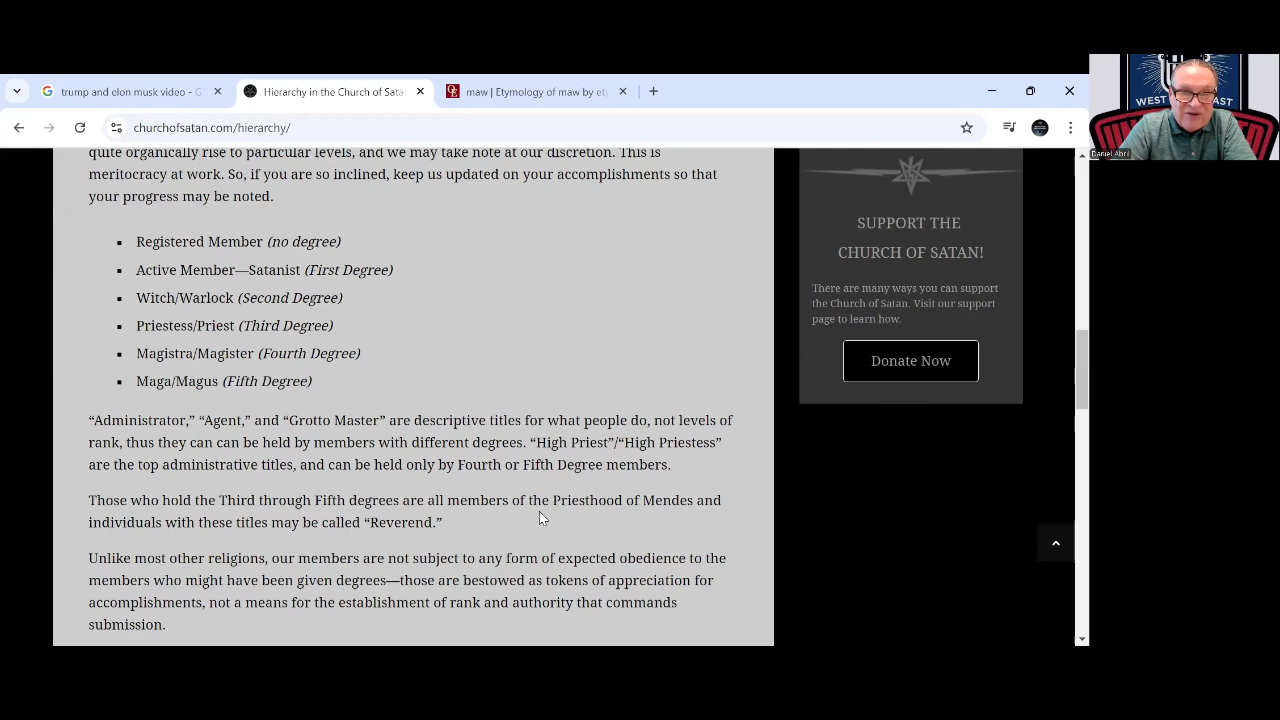 trump and elon musk video - G
Hierarchy in the Church of Sata
maw | Etymology of maw by ety
churchofsatan.com/hierarchy/
WEST
AST
Daniel Abril
quite organically rise to particular levels, and we may take note at our discretion. This is
meritocracy at work. So, if you are so inclined, keep us updated on your accomplishments so that
your progress may be noted.
▪ Registered Member (no degree)
▪ Active Member—Satanist (First Degree)
▪ Witch/Warlock (Second Degree)
▪ Priestess/Priest (Third Degree)
▪ Magistra/Magister (Fourth Degree)
▪ Maga/Magus (Fifth Degree)
“Administrator,” “Agent,” and “Grotto Master” are descriptive titles for what people do, not levels of
rank, thus they can can be held by members with different degrees. “High Priest”/“High Priestess”
are the top administrative titles, and can be held only by Fourth or Fifth Degree members.
Those who hold the Third through Fifth degrees are all members of the Priesthood of Mendes and
individuals with these titles may be called “Reverend.”
Unlike most other religions, our members are not subject to any form of expected obedience to the
members who might have been given degrees—those are bestowed as tokens of appreciation for
accomplishments, not a means for the establishment of rank and authority that commands
submission.
SUPPORT THE
CHURCH OF SATAN!
There are many ways you can support
the Church of Satan. Visit our support
page to learn how.
Donate Now